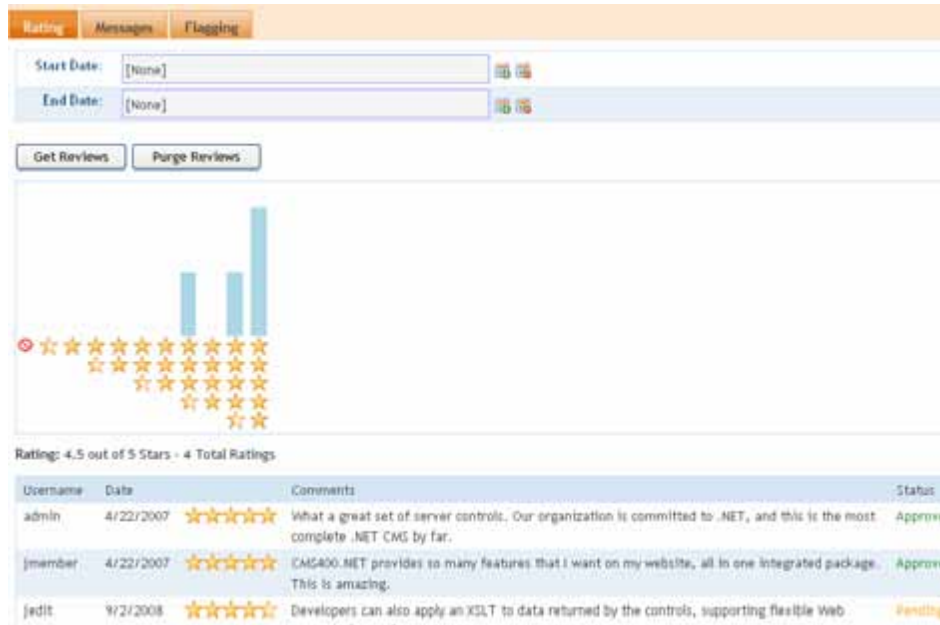 Rating Messages Flagging
Start Date: [None]
End Date: [None]
Get Reviews Purge Reviews
Rating: 4.5 out of 5 Stars - 4 Total Ratings
Username Date Comments Status
admin 4/22/2007 What a great set of server controls. Our organization is committed to .NET, and this is the most Approve
complete .NET CMS by far.
jmember 4/22/2007 CMS400.NET provides so many features that I want on my website, all in one integrated package. Approve
This is amazing.
jedit 9/2/2008 Developers can also apply an XSLT to data returned by the controls, supporting flexible Web Pending